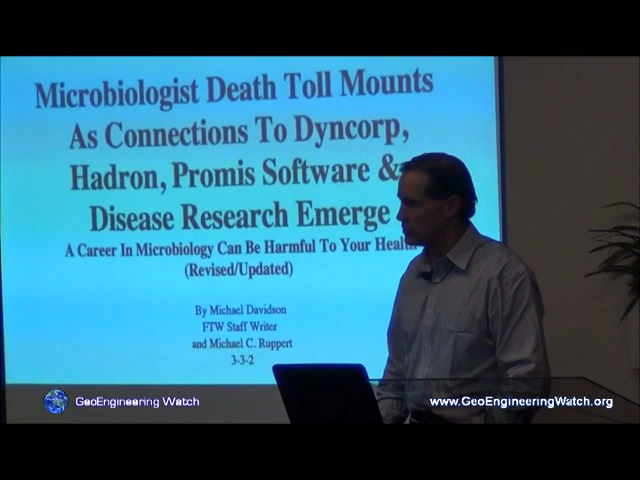 Microbiologist Death Toll Mounts
As Connections To Dyncorp,
Hadron, Promis Software &
Disease Research Emerge
A Career In Microbiology Can Be Harmful To Your Health
(Revised/Updated)
By Michael Davidson
FTW Staff Writer
and Michael C. Ruppert
3-3-2
GeoEngineering Watch
www.GeoEngineeringWatch.org